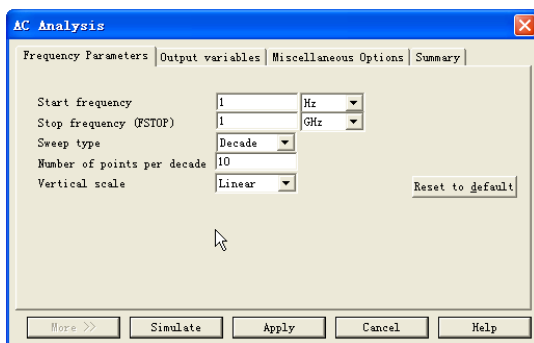 AC Analysis
Frequency Parameters Output variables Miscellaneous Options Summary
Start frequency 1 Hz
Stop frequency (FSTOP) 1 GHz
Sweep type Decade
Number of points per decade 10
Vertical scale Linear
Reset to default
More >> Simulate Apply Cancel Help